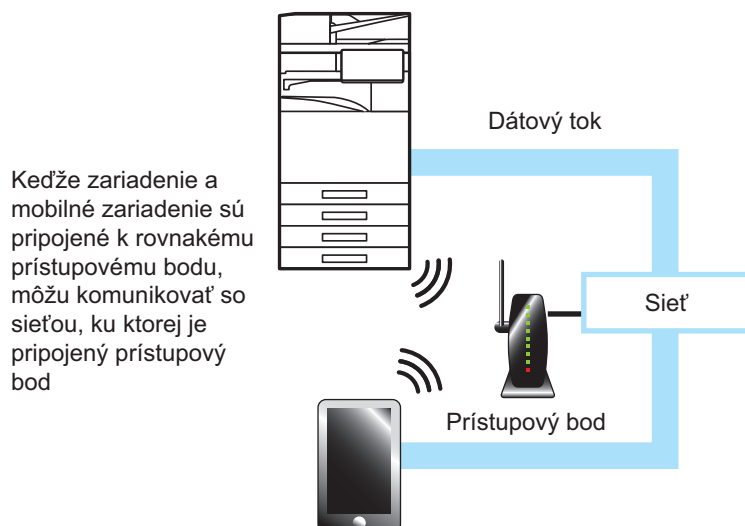 Dátový tok
Keďže zariadenie a
mobilné zariadenie sú
pripojené k rovnakému
prístupovému bodu,
môžu komunikovať so
sieťou, ku ktorej je
pripojený prístupový
bod
Sieť
Prístupový bod